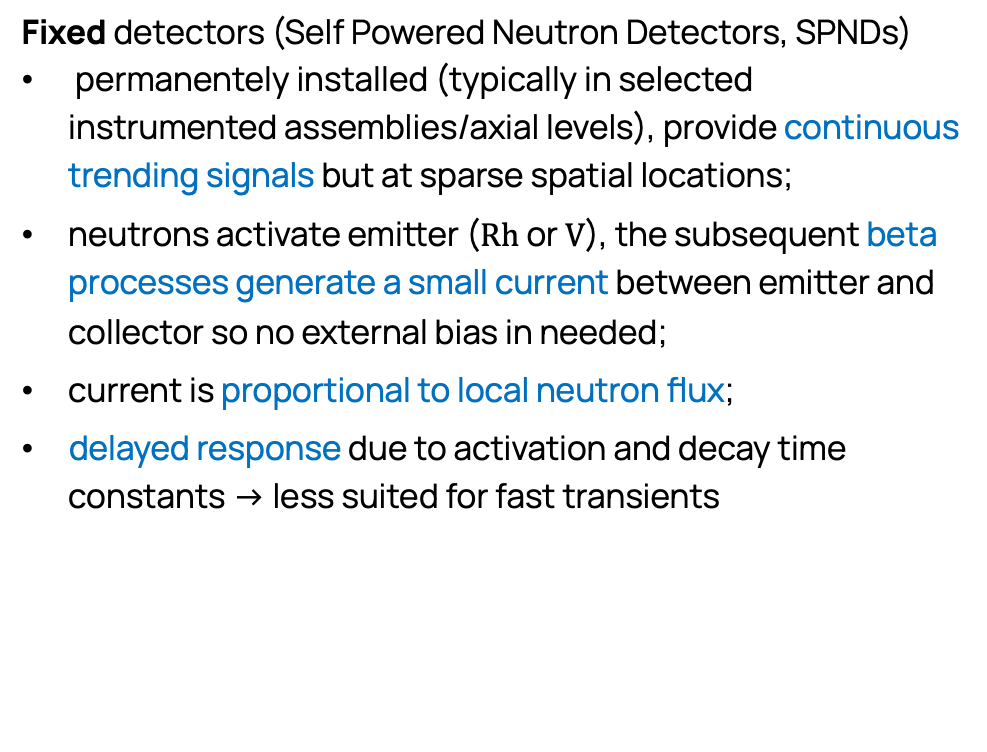 Fixed detectors (Self Powered Neutron Detectors, SPNDs)
• permanently installed (typically in selected
instrumented assemblies/axial levels), provide continuous
trending signals but at sparse spatial locations;
• neutrons activate emitter (Rh or V), the subsequent beta
processes generate a small current between emitter and
collector so no external bias in needed;
• current is proportional to local neutron flux;
• delayed response due to activation and decay time
constants → less suited for fast transients